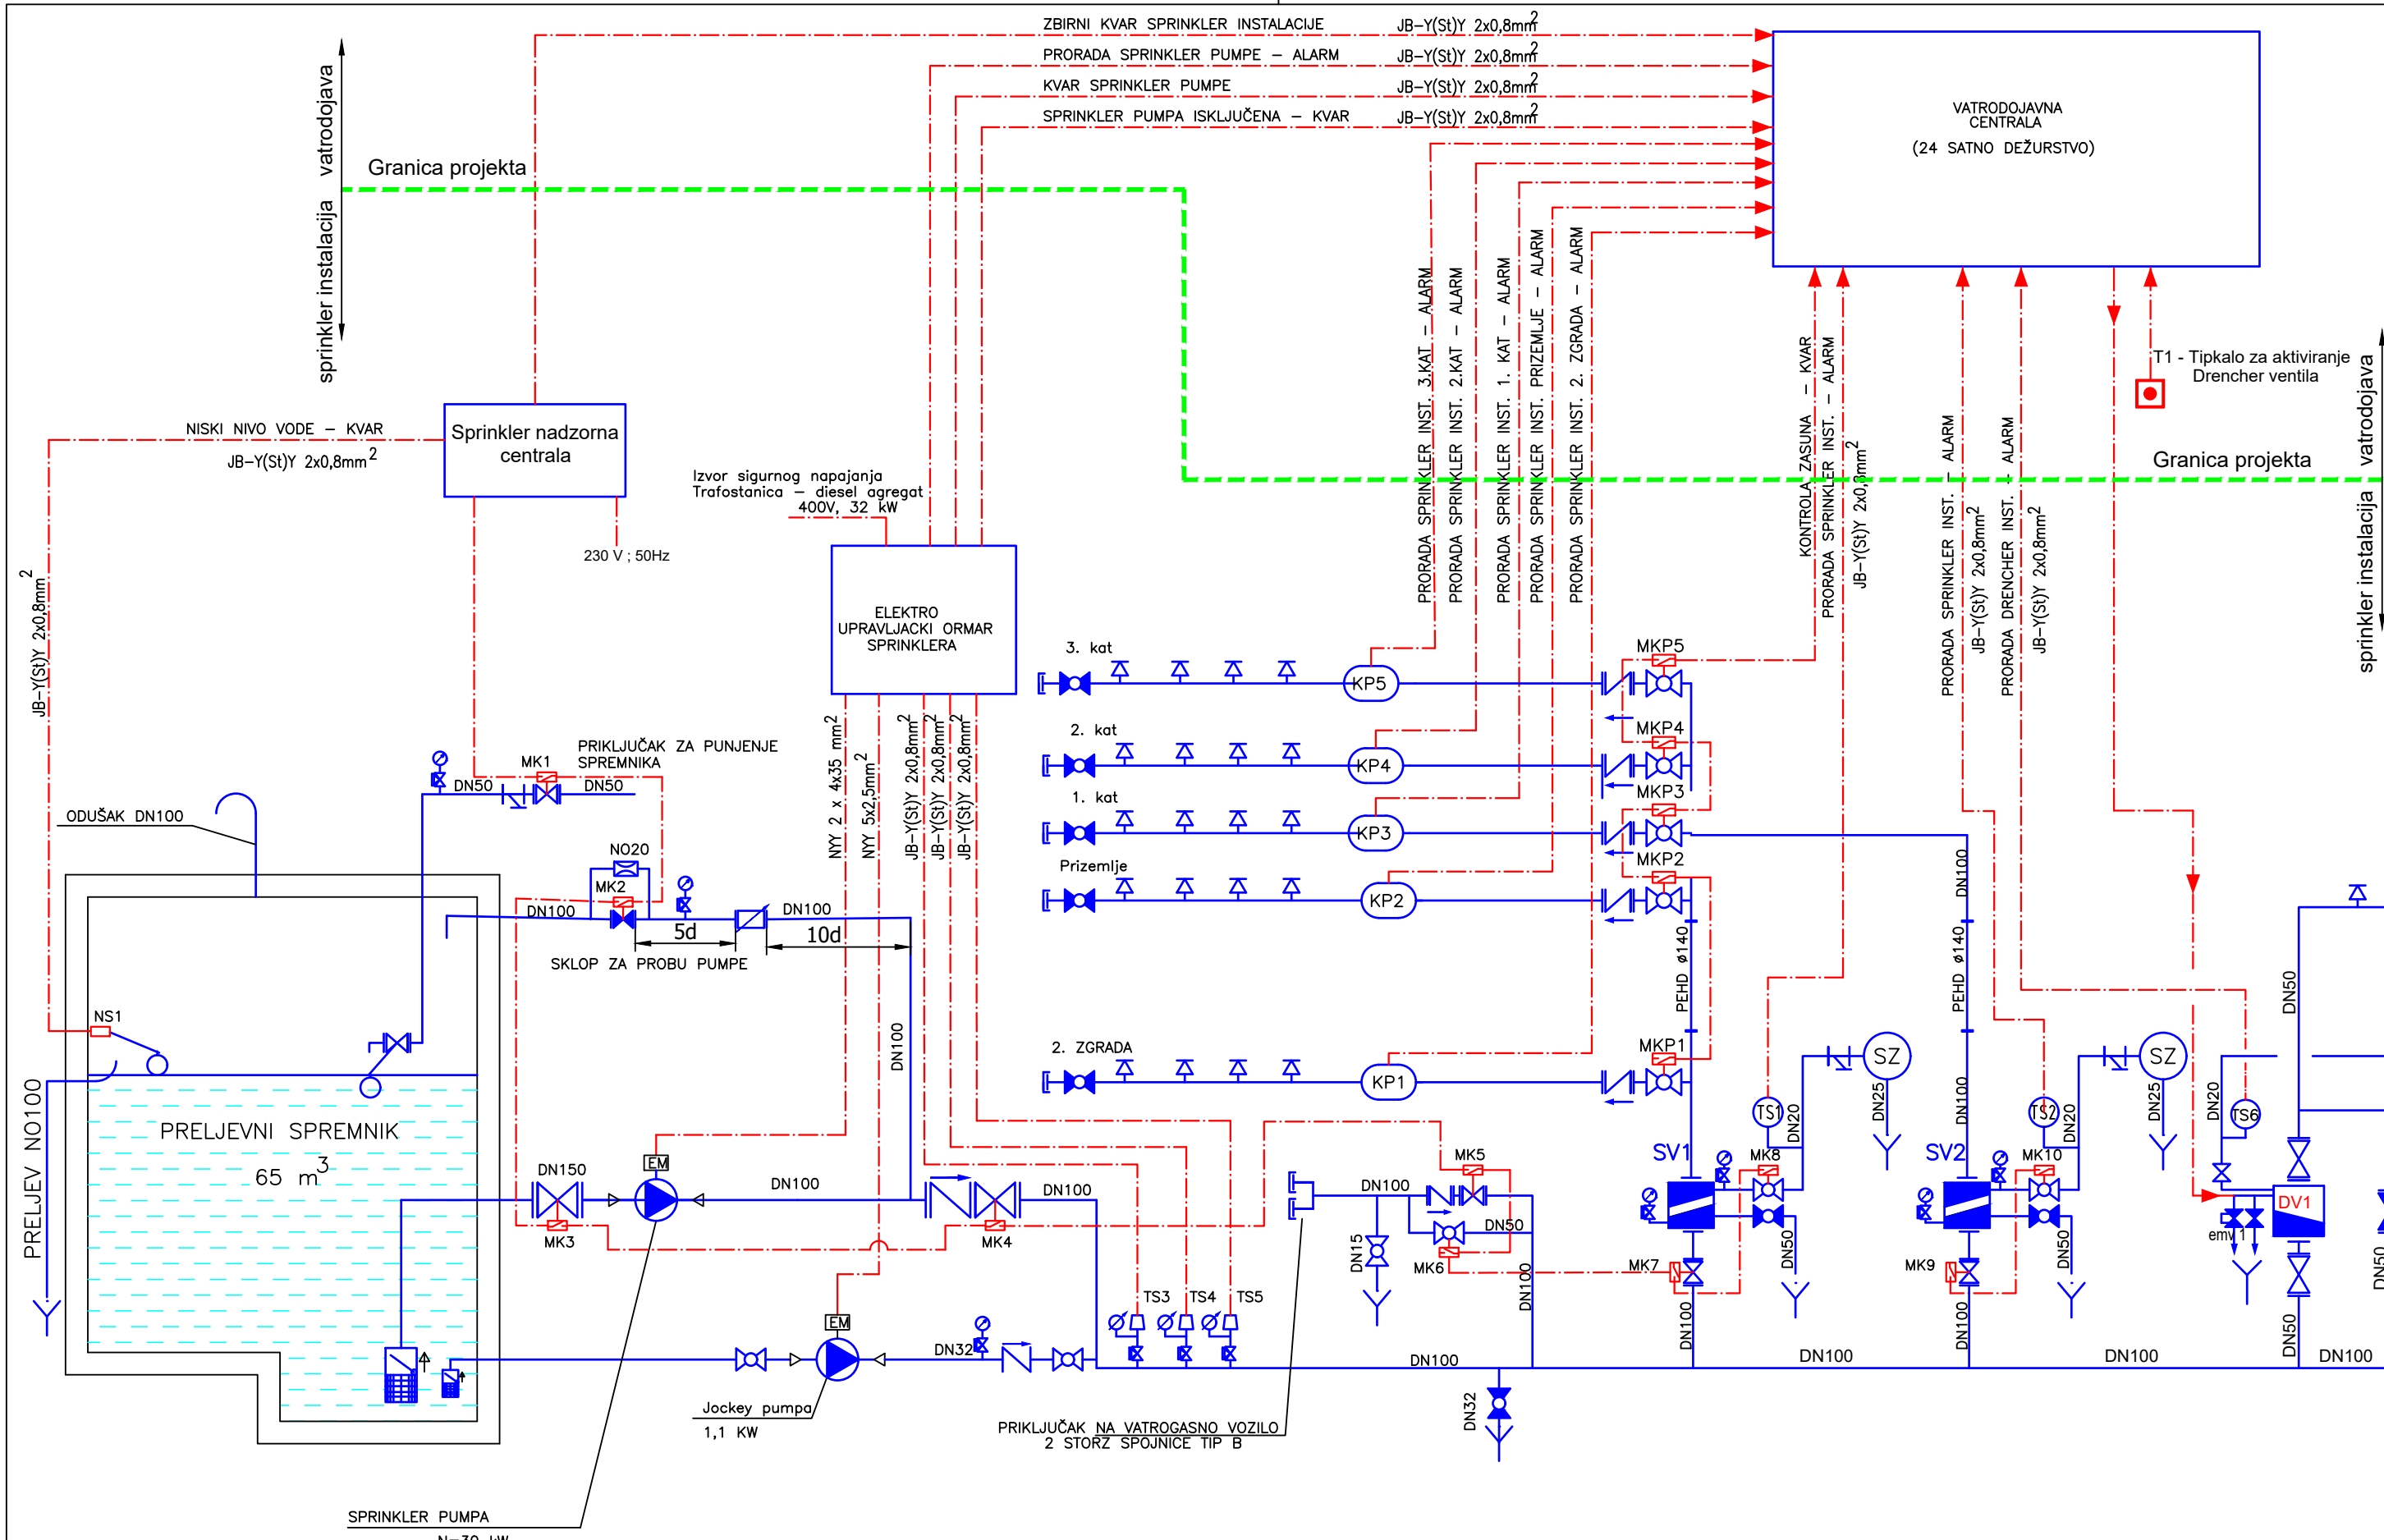 ZBIRNI KVAR SPRINKLER INSTALACIJE JB-Y(St)Y 2x0,8mm2
PRORADA SPRINKLER PUMPE - ALARM JB-Y(St)Y 2x0,8mm2
KVAR SPRINKLER PUMPE JB-Y(St)Y 2x0,8mm2
SPRINKLER PUMPA ISKLJUČENA - KVAR JB-Y(St)Y 2x0,8mm2
VATRODOJAVNA
CENTRALA
(24 SATNO DEŽURSTVO)
vatrodojava
sprinkler instalacija
Granica projekta
PRORADA SPRINKLER INST. 3.KAT - ALARM
PRORADA SPRINKLER INST. 2.KAT - ALARM
PRORADA SPRINKLER INST. 1. KAT - ALARM
PRORADA SPRINKLER INST. PRIZEMLJE - ALARM
PRORADA SPRINKLER INST. 2. ZGRADA - ALARM
KONTROLA ZASUNA - KVAR
PRORADA SPRINKLER INST. - ALARM
JB-Y(St)Y 2x0,8mm2
PRORADA SPRINKLER INST. - ALARM
JB-Y(St)Y 2x0,8mm2
PRORADA DRENCHER INST. - ALARM
JB-Y(St)Y 2x0,8mm2
T1 - Tipkalo za aktiviranje
Drencher ventila
Granica projekta
vatrodojava
sprinkler instalacija
NISKI NIVO VODE - KVAR
JB-Y(St)Y 2x0,8mm2
Sprinkler nadzorna
centrala
230 V ; 50Hz
JB-Y(St)Y 2x0,8mm2
Izvor sigurnog napajanja
Trafostanica - diesel agregat
400V, 32 kW
ELEKTRO
UPRAVLJACKI ORMAR
SPRINKLERA
NYY 2 x 4x35 mm2
NYY 5x2,5mm2
JB-Y(St)Y 2x0,8mm2
JB-Y(St)Y 2x0,8mm2
JB-Y(St)Y 2x0,8mm2
3. kat
KP5
MKP5
2. kat
KP4
MKP4
1. kat
KP3
MKP3
Prizemlje
KP2
MKP2
2. ZGRADA
KP1
MKP1
PRIKLJUČAK ZA PUNJENJE
SPREMNIKA
MK1
DN50
DN50
ODUŠAK DN100
NO20
MK2
DN100
DN100
5d
10d
SKLOP ZA PROBU PUMPE
DN100
NS1
PRELJEV NO100
PRELJEVNI SPREMNIK
65 m3
DN150
EM
MK3
DN100
MK4
DN100
EM
DN32
Jockey pumpa
1,1 KW
TS3
TS4
TS5
SPRINKLER PUMPA
N=30 kW
PRIKLJUČAK NA VATROGASNO VOZILO
2 STORZ SPOJNICE TIP B
DN100
MK5
DN50
MK6
DN15
DN100
DN100
DN32
PEHD ø140
SV1
MK7
MK8
TS1
DN20
SZ
DN25
DN50
DN100
DN100
DN100
PEHD ø140
DN100
SV2
MK9
MK10
TS2
DN20
SZ
DN25
DN50
DN100
DN100
DN20
TS6
DV1
emv 1
DN50
DN50
DN50
DN100